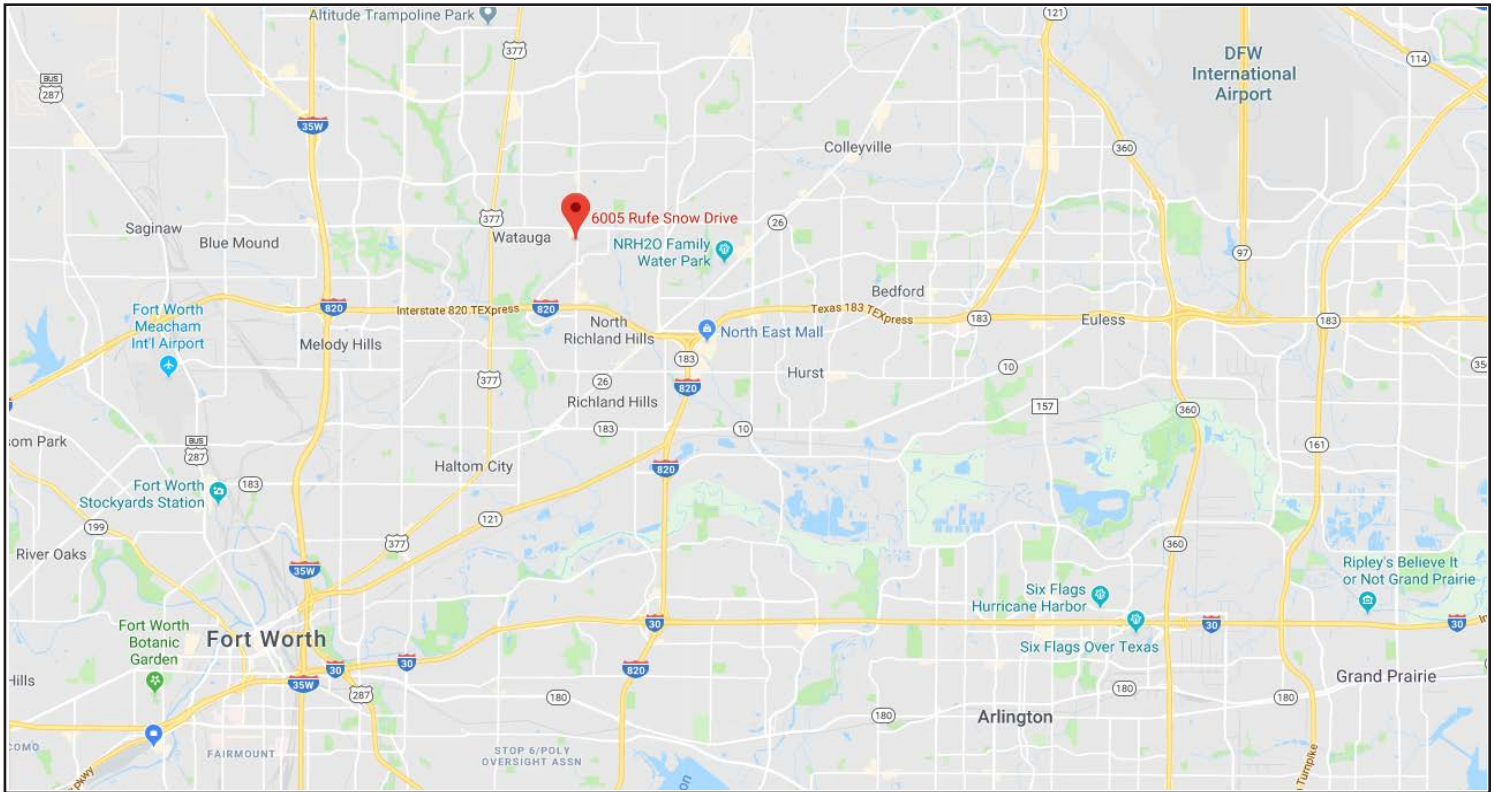 Altitude Trampoline Park
121
377
DFW
International
Airport
114
BUS
287
35W
Colleyville
360
6005 Rufe Snow Drive
377
Saginaw
Blue Mound
Watauga
NRH2O Family
Water Park
26
97
Bedford
820
Interstate 820 TEXpress
820
Texas 183 TEXpress
183
Euless
183
Fort Worth
Meacham
Int'l Airport
Melody Hills
North
Richland Hills
North East Mall
183
Hurst
10
377
26
820
Richland Hills
157
360
183
10
161
BUS
287
Haltom City
820
Fort Worth
Stockyards Station
183
199
121
377
River Oaks
360
35W
Six Flags
Hurricane Harbor
Ripley's Believe It
or Not Grand Prairie
Fort Worth
Botanic
Garden
Fort Worth
30
30
30
Six Flags Over Texas
30
30
820
35W
287
180
180
180
Grand Prairie
180
Arlington
FAIRMOUNT
STOP 6/POLY
OVERSIGHT ASSN
Turnpike